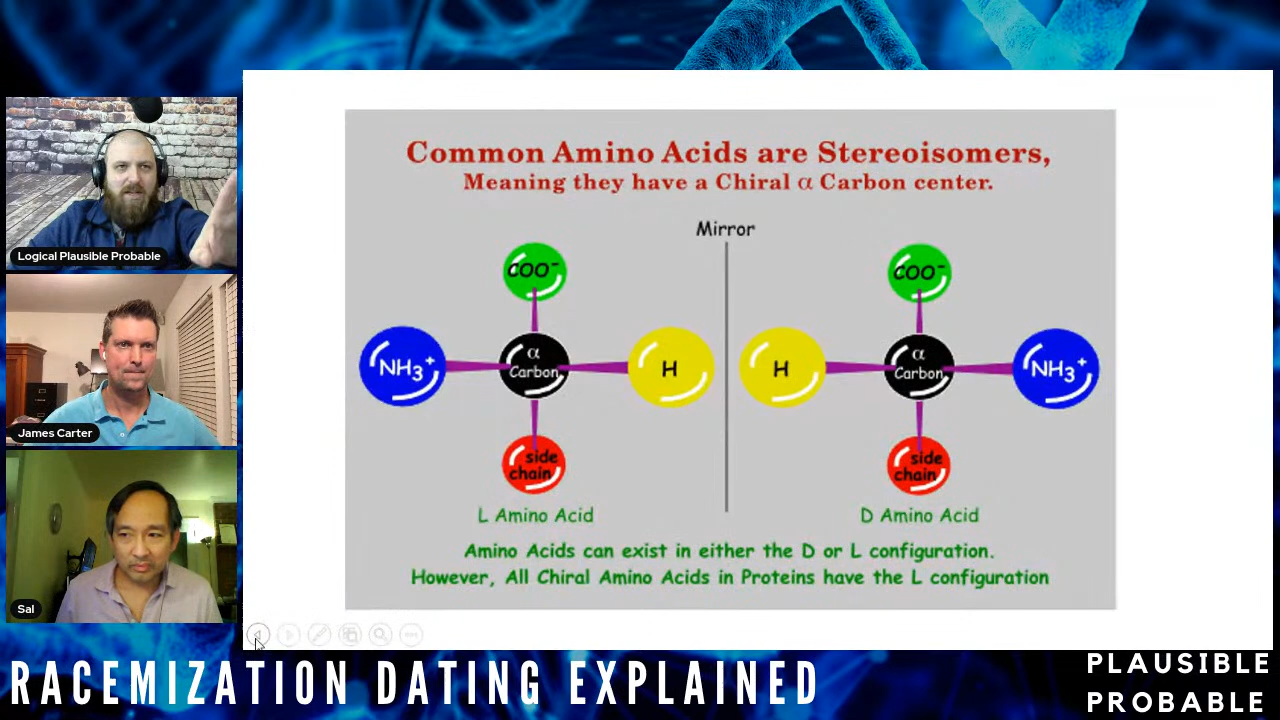 Common Amino Acids are Stereoisomers,
Meaning they have a Chiral α Carbon center.
Mirror
COO⁻
COO⁻
NH₃⁺
α
Carbon
H
H
α
Carbon
NH₃⁺
side
chain
side
chain
L Amino Acid
D Amino Acid
Amino Acids can exist in either the D or L configuration.
However, All Chiral Amino Acids in Proteins have the L configuration
Logical Plausible Probable
James Carter
Sal
RACEMIZATION DATING EXPLAINED
PLAUSIBLE
PROBABLE